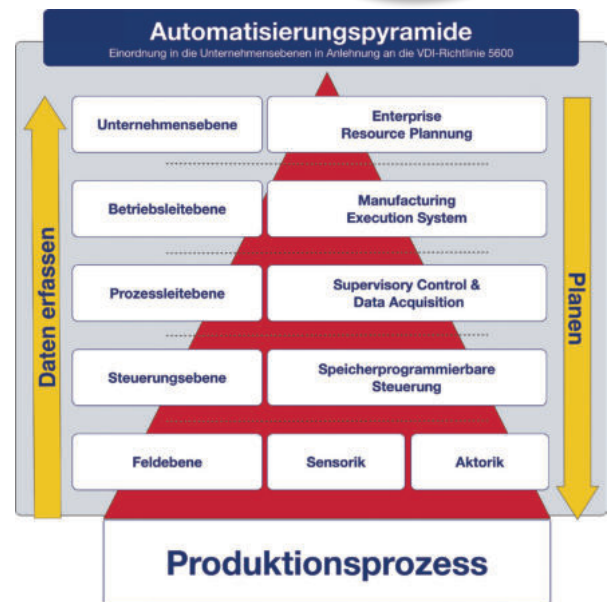 Automatisierungspyramide
Einordnung in die Unternehmensebenen in Anlehnung an die VDI-Richtlinie 5600
Daten erfassen
Planen
Unternehmensebene
Enterprise
Resource Plannung
Betriebsleitebene
Manufacturing
Execution System
Prozessleitebene
Supervisory Control &
Data Acquisition
Steuerungsebene
Speicherprogrammierbare
Steuerung
Feldebene
Sensorik
Aktorik
Produktionsprozess